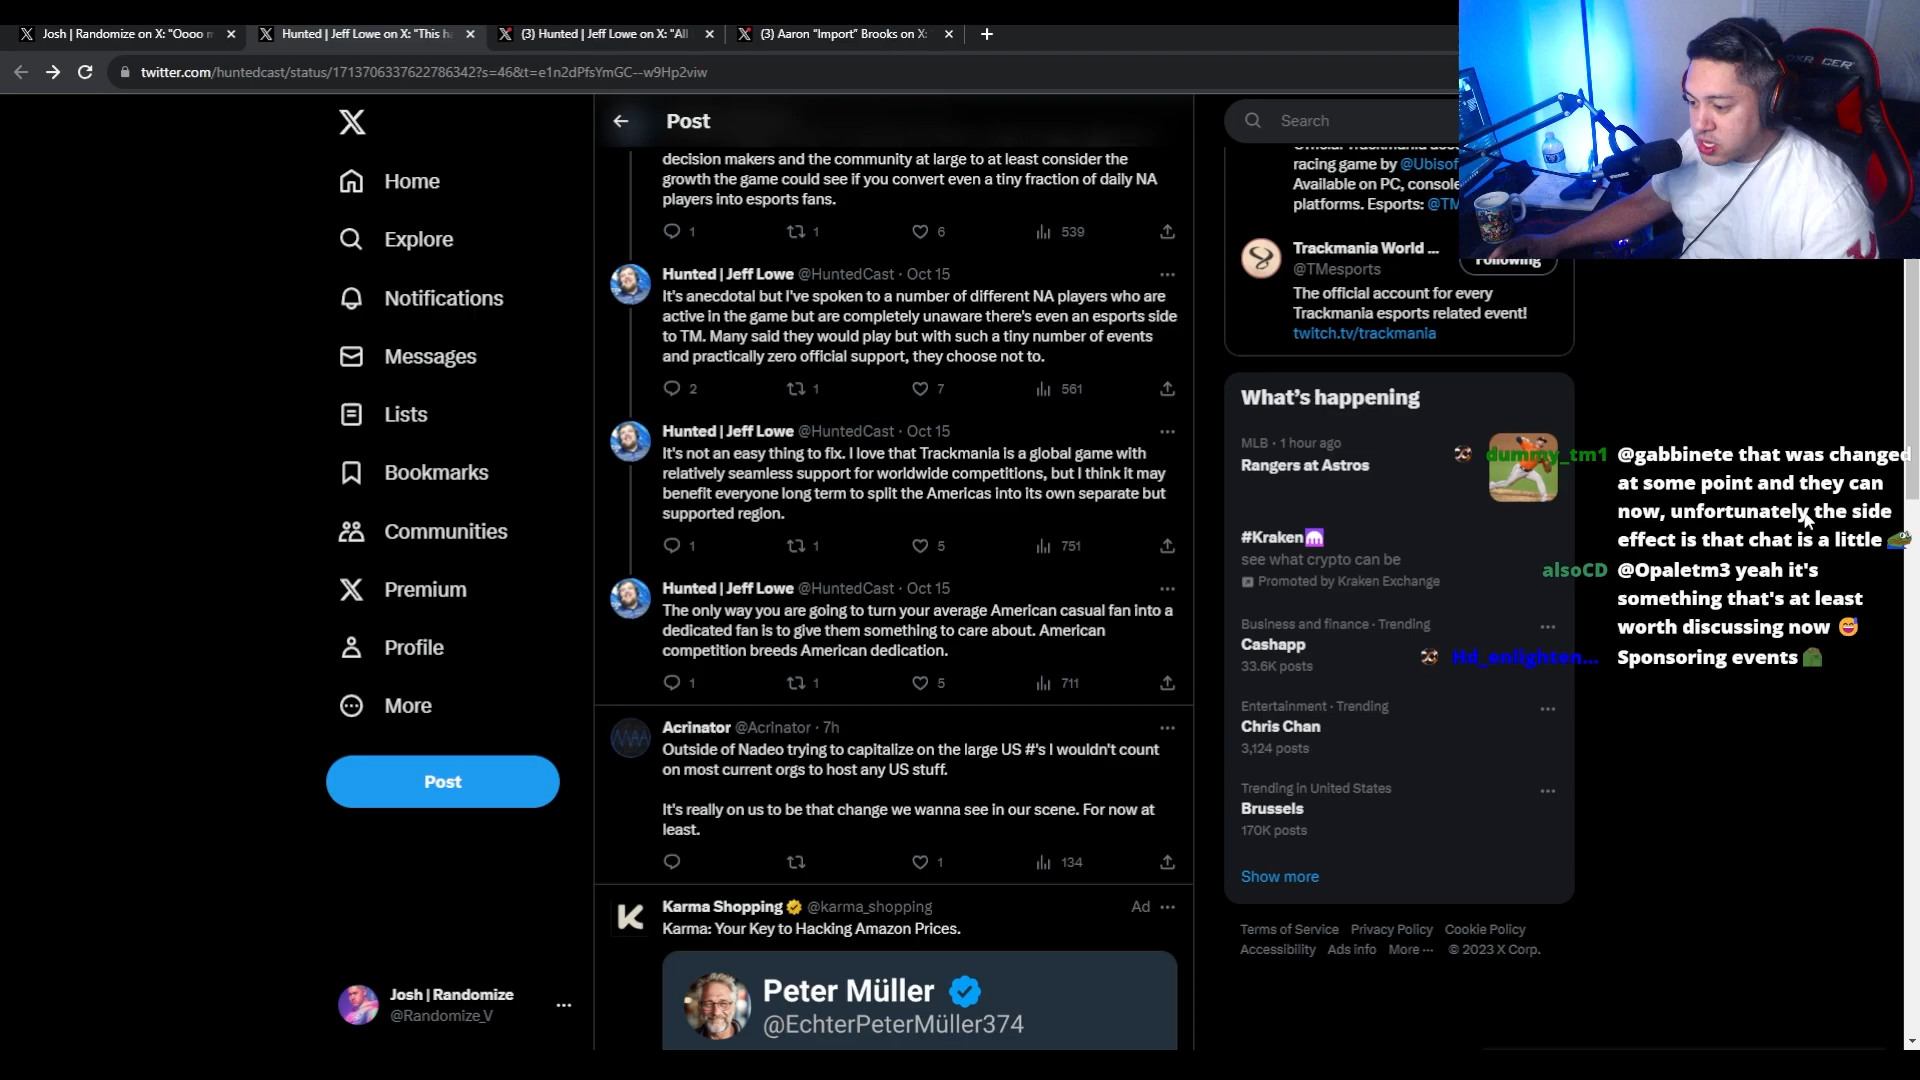 Josh | Randomize on X: "Oooo m
Hunted | Jeff Lowe on X: "This ha
(3) Hunted | Jeff Lowe on X: "All
(3) Aaron “Import” Brooks on X:
twitter.com/huntedcast/status/1713706337622786342?s=46&t=e1n2dPfsYmGC--w9Hp2viw
Home
Explore
Notifications
Messages
Lists
Bookmarks
Communities
Premium
Profile
More
Post
Josh | Randomize
@Randomize_V
Post
decision makers and the community at large to at least consider the
growth the game could see if you convert even a tiny fraction of daily NA
players into esports fans.
1 1 6 539
Hunted | Jeff Lowe @HuntedCast · Oct 15
It's anecdotal but I've spoken to a number of different NA players who are
active in the game but are completely unaware there's even an esports side
to TM. Many said they would play but with such a tiny number of events
and practically zero official support, they choose not to.
2 1 7 561
Hunted | Jeff Lowe @HuntedCast · Oct 15
It's not an easy thing to fix. I love that Trackmania is a global game with
relatively seamless support for worldwide competitions, but I think it may
benefit everyone long term to split the Americas into its own separate but
supported region.
1 1 5 751
Hunted | Jeff Lowe @HuntedCast · Oct 15
The only way you are going to turn your average American casual fan into a
dedicated fan is to give them something to care about. American
competition breeds American dedication.
1 1 5 711
Acrinator @Acrinator · 7h
Outside of Nadeo trying to capitalize on the large US #'s I wouldn't count
on most current orgs to host any US stuff.
It's really on us to be that change we wanna see in our scene. For now at
least.
1 134
Karma Shopping @karma_shopping Ad
Karma: Your Key to Hacking Amazon Prices.
Peter Müller
@EchterPeterMüller374
Search
racing game by @Ubisof
Available on PC, console
platforms. Esports: @TM
Trackmania World ...
@TMesports
Following
The official account for every
Trackmania esports related event!
twitch.tv/trackmania
What's happening
MLB · 1 hour ago
Rangers at Astros
#Kraken
see what crypto can be
Promoted by Kraken Exchange
Business and finance · Trending
Cashapp
33.6K posts
Entertainment · Trending
Chris Chan
3,124 posts
Trending in United States
Brussels
170K posts
Show more
Terms of Service Privacy Policy Cookie Policy
Accessibility Ads info More ··· © 2023 X Corp.
dummy_tm1 @gabbinete that was changed
at some point and they can
now, unfortunately the side
effect is that chat is a little
alsoCD @Opaletm3 yeah it's
something that's at least
worth discussing now
Hd_enlighten... Sponsoring events